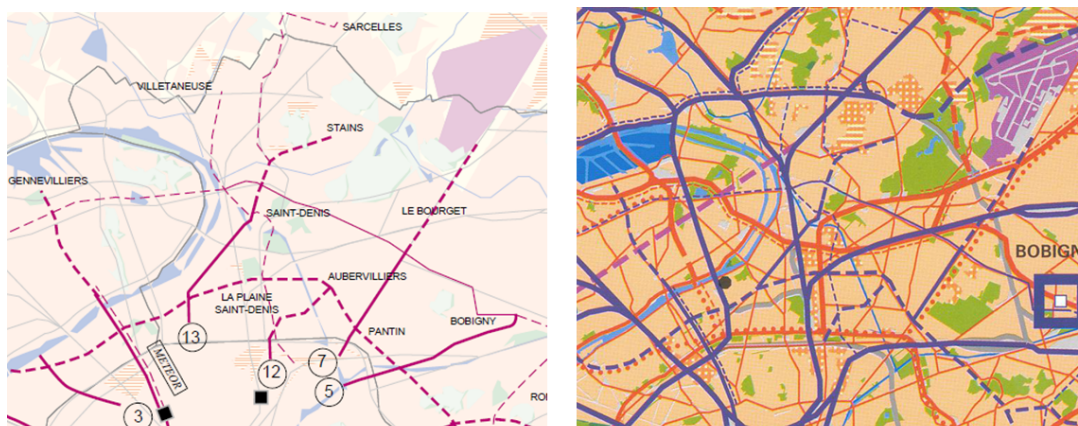 SARCELLES
VILLETANEUSE
STAINS
GENNEVILLIERS
LE BOURGET
SAINT-DENIS
AUBERVILLIERS
LA PLAINE
SAINT-DENIS
PANTIN
BOBIGNY
13
METEOR
12
7
5
3
BOBIGN